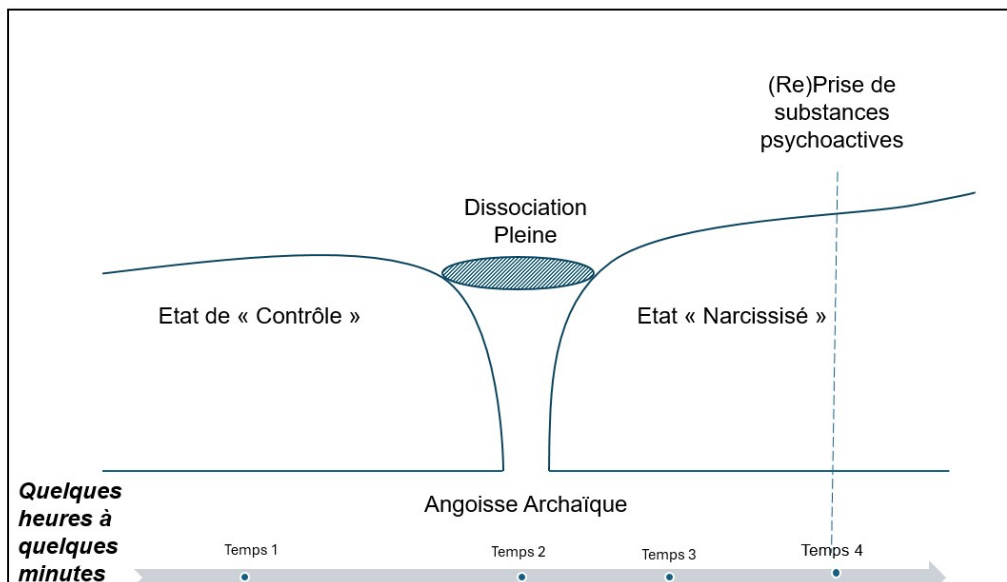 (Re)Prise de
substances
psychoactives
Dissociation
Pleine
Etat de « Contrôle »
Etat « Narcissisé »
Angoisse Archaïque
Quelques
heures à
quelques
minutes
Temps 1
Temps 2
Temps 3
Temps 4